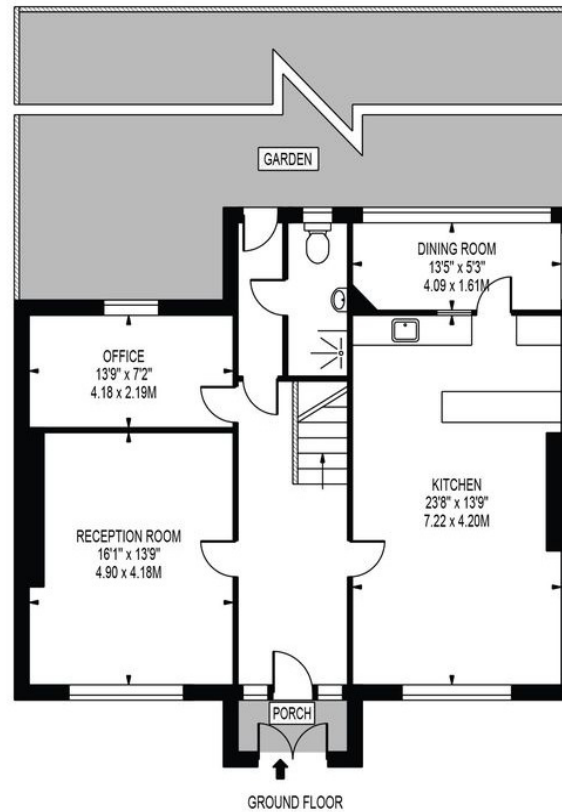 GARDEN
DINING ROOM
13'5" x 5'3"
4.09 x 1.61M
OFFICE
13'9" x 7'2"
4.18 x 2.19M
KITCHEN
23'8" x 13'9"
7.22 x 4.20M
RECEPTION ROOM
16'1" x 13'9"
4.90 x 4.18M
PORCH
GROUND FLOOR